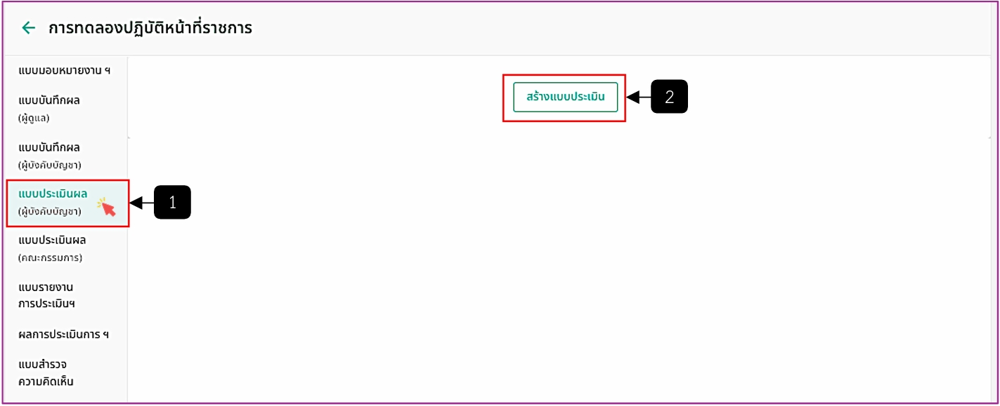 การทดลองปฏิบัติหน้าที่ราชการ
แบบมอบหมายงาน ฯ
แบบบันทึกผล
(ผู้ดูแล)
แบบบันทึกผล
(ผู้บังคับบัญชา)
แบบประเมินผล
(ผู้บังคับบัญชา)
1
แบบประเมินผล
(คณะกรรมการ)
แบบรายงาน
การประเมินฯ
ผลการประเมินการ ฯ
แบบสำรวจ
ความคิดเห็น
สร้างแบบประเมิน
2